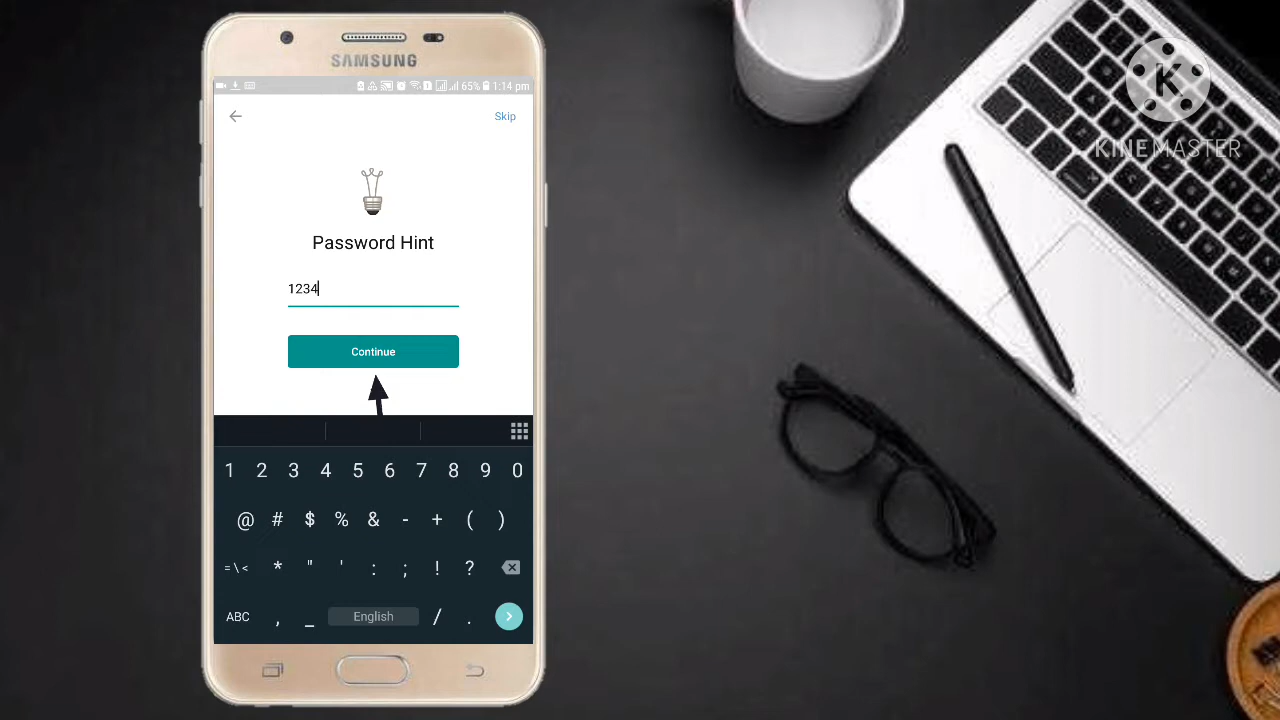 SAMSUNG
65% 1:14 pm
Skip
Password Hint
1234
Continue
1 2 3 4 5 6 7 8 9 0
@ # $ % & - + ( )
=\< * " ' : ; ! ?
ABC , _ English / .
K
KINEMASTER